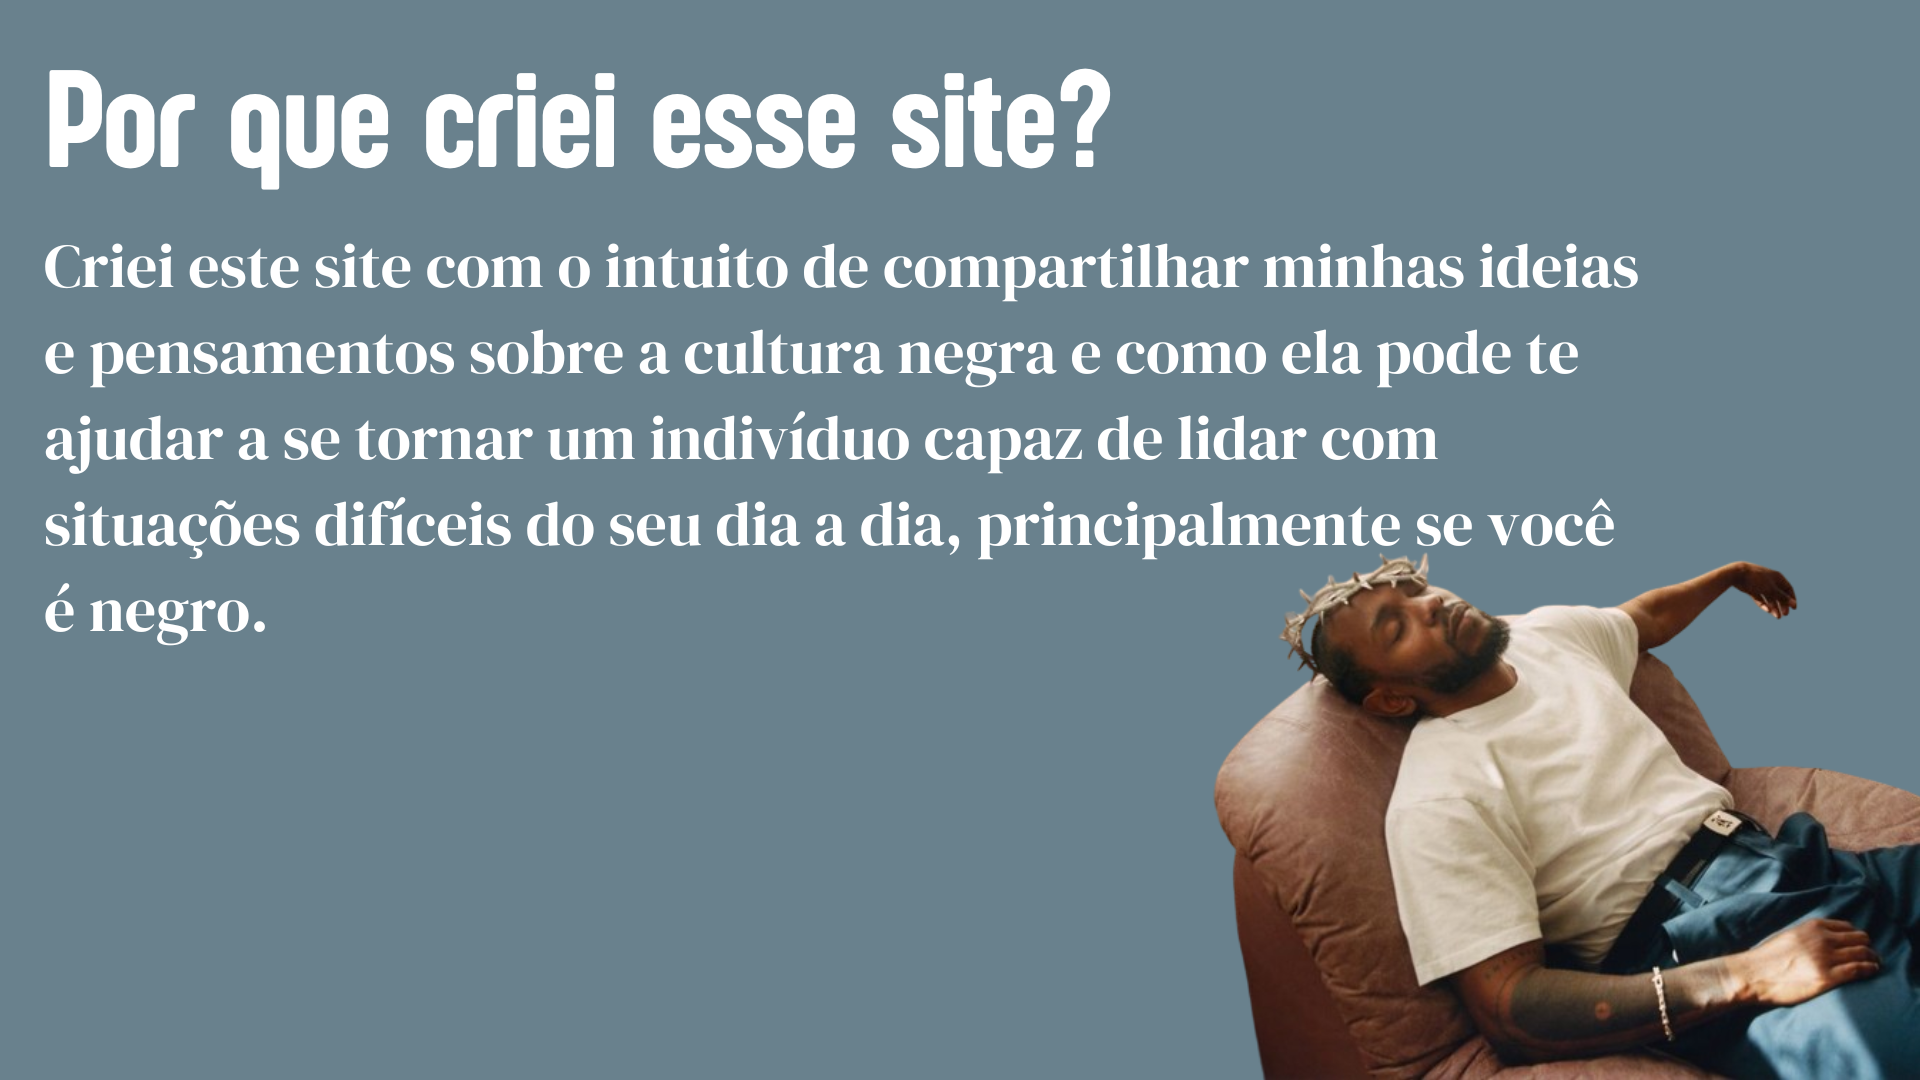 Por que criei esse site?
Criei este site com o intuito de compartilhar minhas ideias
e pensamentos sobre a cultura negra e como ela pode te
ajudar a se tornar um indivíduo capaz de lidar com
situações difíceis do seu dia a dia, principalmente se você
é negro.